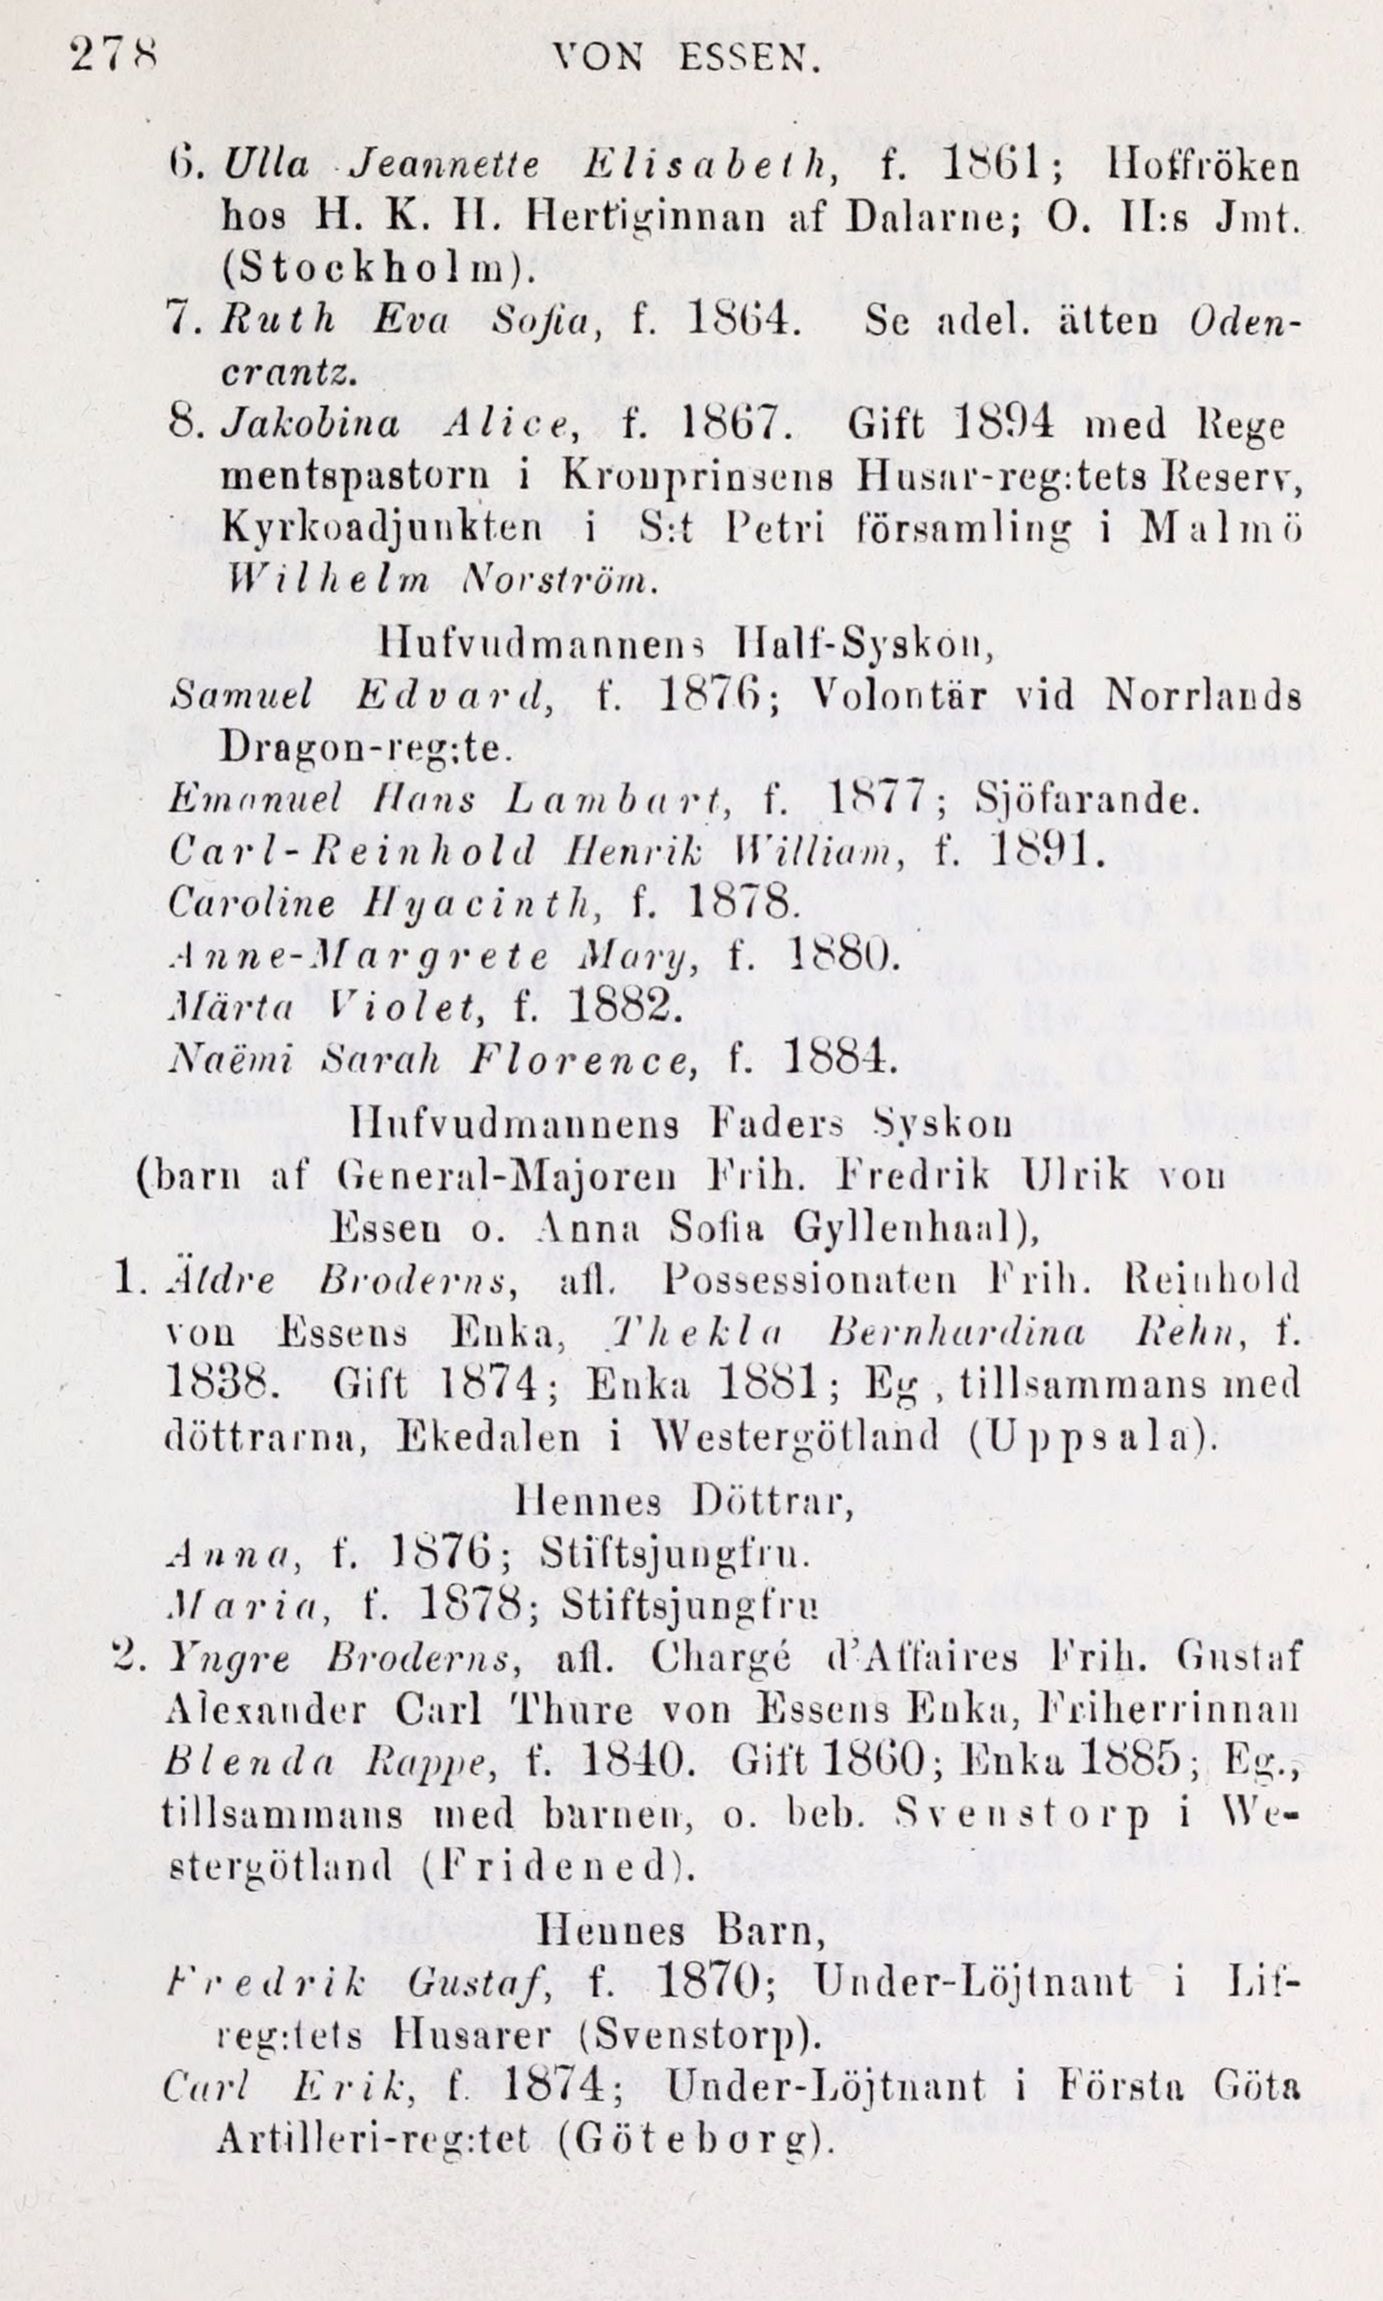 278 VON ESSEN.
6. Ulla Jeannette Elisabeth, f. 1861; Hoffröken
hos H. K. H. Hertiginnan af Dalarne; O. II:s Jmt.
(Stockholm).
7. Ruth Eva Sofia, f. 1864. Se adel. ätten Oden-
crantz.
8. Jakobina Alice, f. 1867. Gift 1894 med Rege
mentspastorn i Kronprinsens Husar-reg:tets Reserv,
Kyrkoadjunkten i S:t Petri församling i Malmö
Wilhelm Norström.
Hufvudmannens Half-Syskon,
Samuel Edvard, f. 1876; Volontär vid Norrlands
Dragon-reg:te.
Emanuel Hans Lambart, f. 1877; Sjöfarande.
Carl-Reinhold Henrik William, f. 1891.
Caroline Hyacinth, f. 1878.
Anne-Margrete Mary, f. 1880.
Märta Violet, f. 1882.
Naëmi Sarah Florence, f. 1884.
Hufvudmannens Faders Syskon
(barn af General-Majoren Frih. Fredrik Ulrik von
Essen o. Anna Sofia Gyllenhaal),
1. Äldre Broderns, afl. Possessionaten Frih. Reinhold
von Essens Enka, Thekla Bernhardina Rehn, f.
1838. Gift 1874; Enka 1881; Eg , tillsammans med
döttrarna, Ekedalen i Westergötland (Uppsala).
Hennes Döttrar,
Anna, f. 1876; Stiftsjungfru.
Maria, f. 1878; Stiftsjungfru
2. Yngre Broderns, afl. Chargé d'Affaires Frih. Gustaf
Alexander Carl Thure von Essens Enka, Friherrinnan
Blenda Rappe, f. 1840. Gift 1860; Enka 1885; Eg.,
tillsammans med barnen, o. beb. Svenstorp i We-
stergötland (Fridened).
Hennes Barn,
Fredrik Gustaf, f. 1870; Under-Löjtnant i Lif-
reg:tets Husarer (Svenstorp).
Carl Erik, f. 1874; Under-Löjtnant i Första Göta
Artilleri-reg:tet (Göteborg).